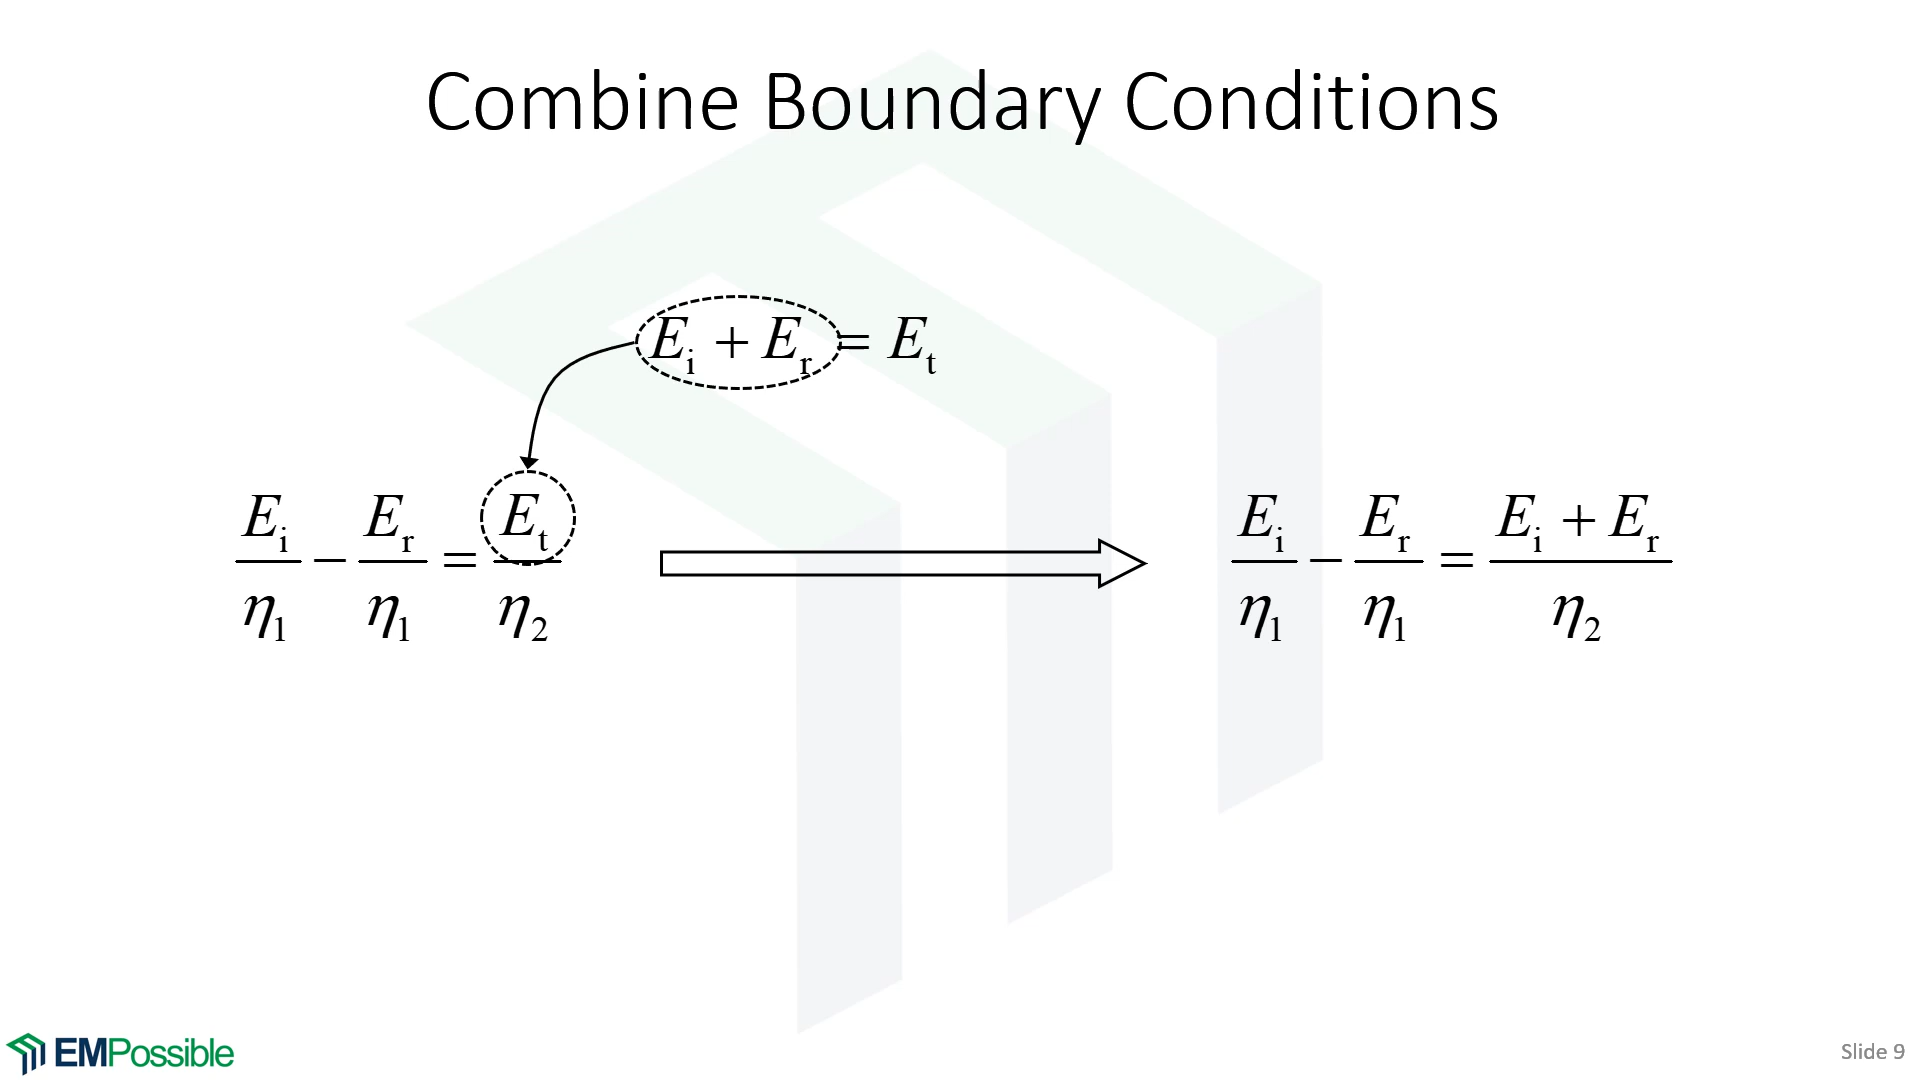 Combine Boundary Conditions
E_i + E_r = E_t
E_i/η_1 − E_r/η_1 = E_t/η_2
E_i/η_1 − E_r/η_1 = (E_i + E_r)/η_2
EMPossible
Slide 9